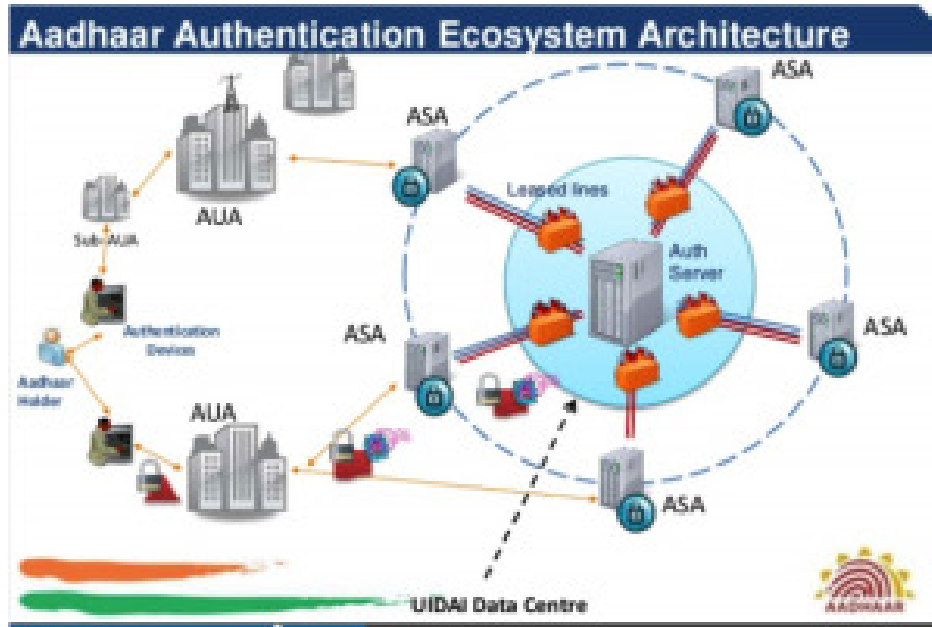 Aadhaar Authentication Ecosystem Architecture
ASA
ASA
Leased lines
AUA
Sub-AUA
Auth
Server
Authentication
Devices
ASA
ASA
Aadhaar
Holder
AUA
ASA
UIDAI Data Centre
AADHAAR